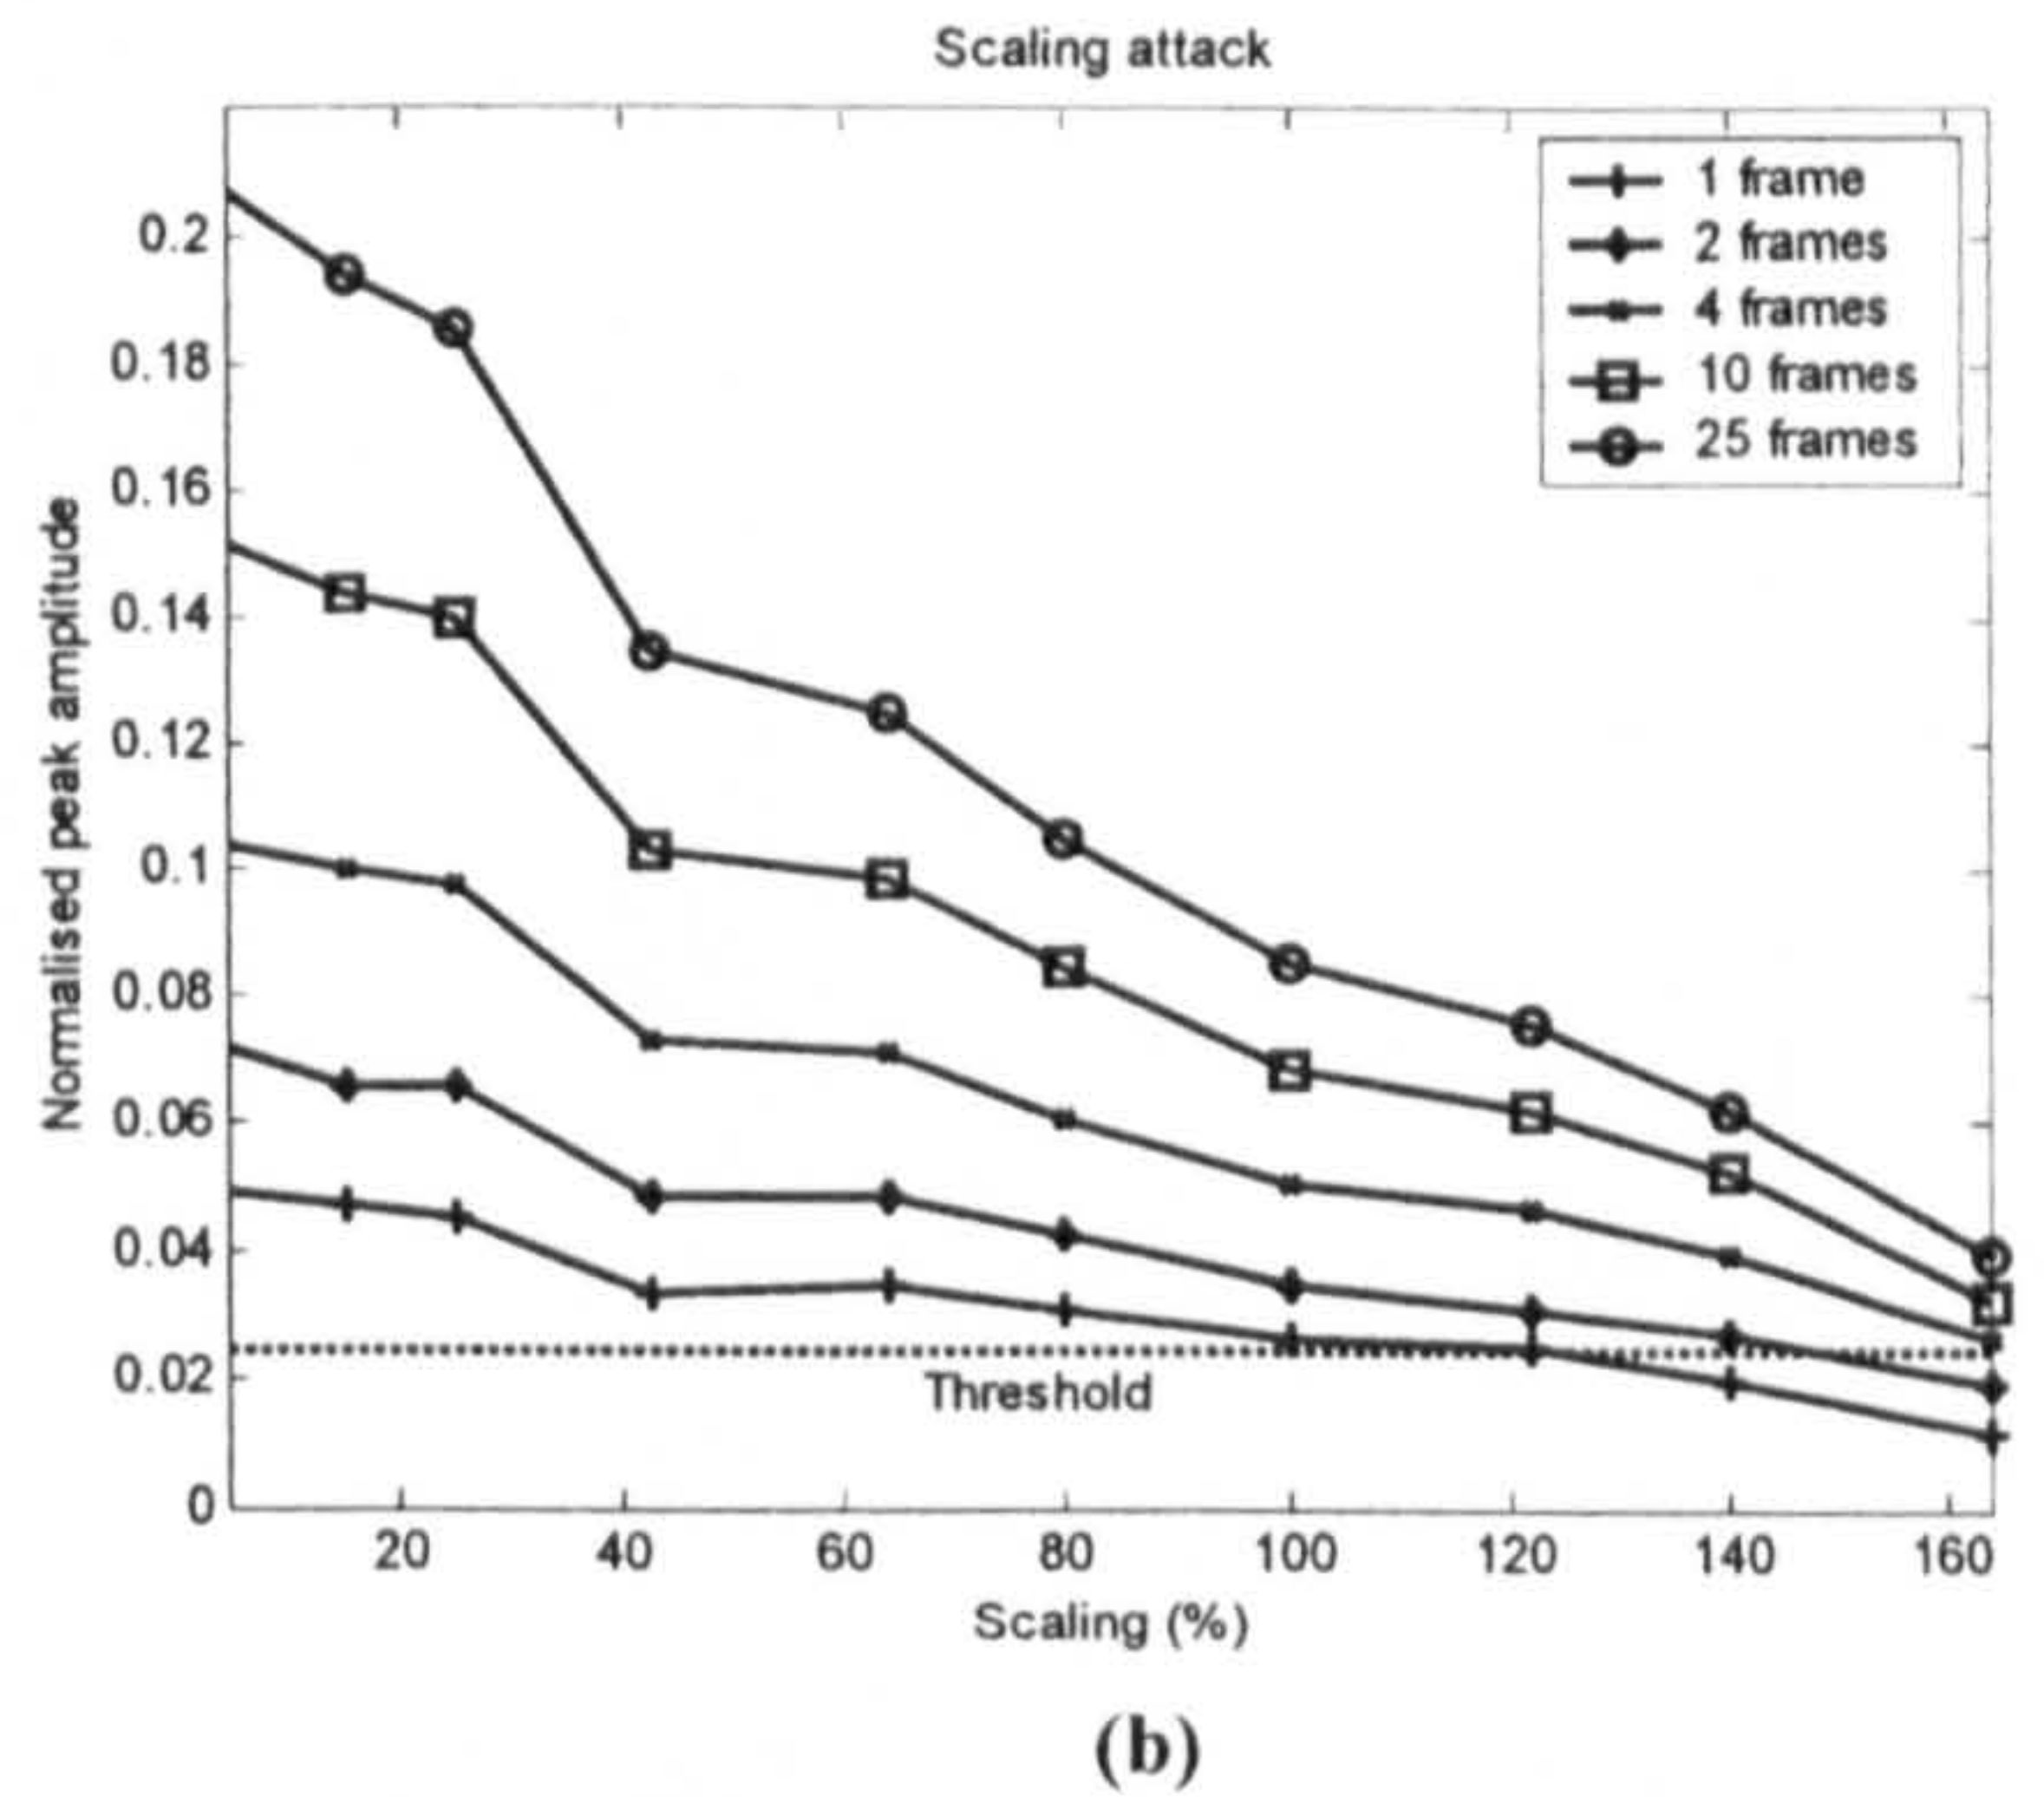 Scaling attack
1 frame
2 frames
4 frames
10 frames
25 frames
Normalised peak amplitude
0.2
0.18
0.16
0.14
0.12
0.1
0.08
0.06
0.04
0.02
0
Threshold
20 40 60 80 100 120 140 160
Scaling (%)
(b)